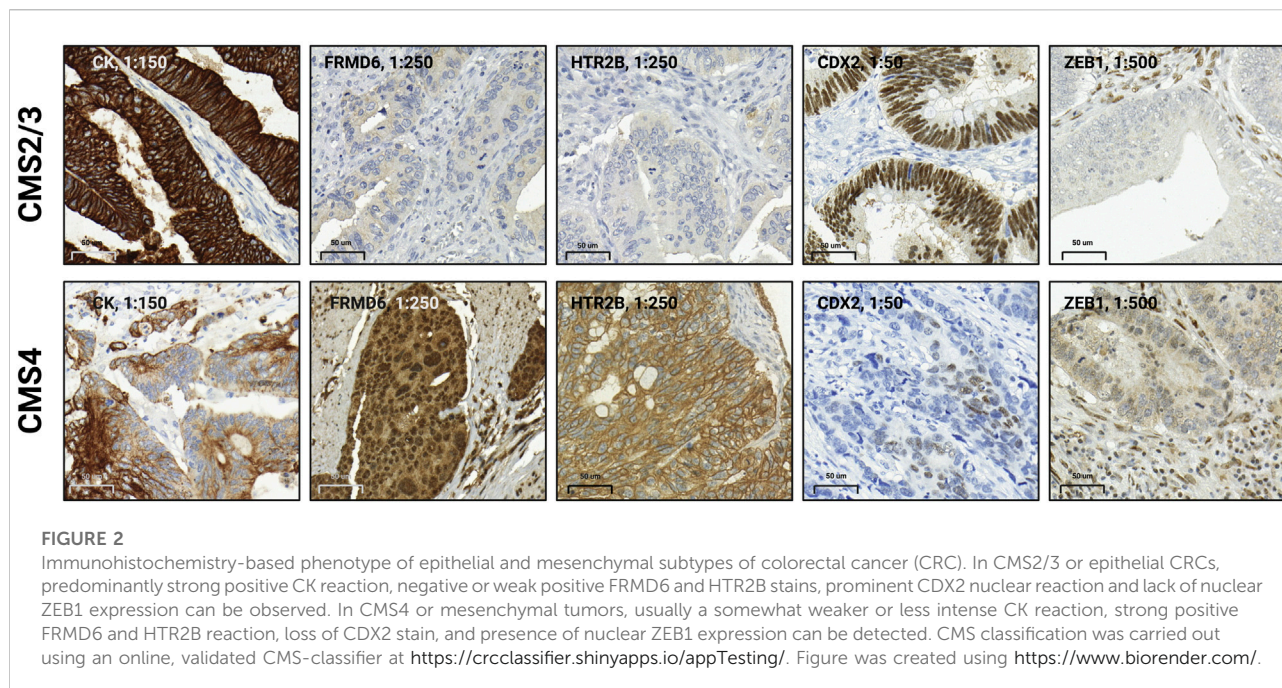 CMS2/3
CK, 1:150
FRMD6, 1:250
HTR2B, 1:250
CDX2, 1:50
ZEB1, 1:500
50 um
50 um
50 um
50 um
50 um
CMS4
CK, 1:150
FRMD6, 1:250
HTR2B, 1:250
CDX2, 1:50
ZEB1, 1:500
50 um
50 um
50 um
50 um
50 um
FIGURE 2
Immunohistochemistry-based phenotype of epithelial and mesenchymal subtypes of colorectal cancer (CRC). In CMS2/3 or epithelial CRCs,
predominantly strong positive CK reaction, negative or weak positive FRMD6 and HTR2B stains, prominent CDX2 nuclear reaction and lack of nuclear
ZEB1 expression can be observed. In CMS4 or mesenchymal tumors, usually a somewhat weaker or less intense CK reaction, strong positive
FRMD6 and HTR2B reaction, loss of CDX2 stain, and presence of nuclear ZEB1 expression can be detected. CMS classification was carried out
using an online, validated CMS-classifier at https://crcclassifier.shinyapps.io/appTesting/. Figure was created using https://www.biorender.com/.